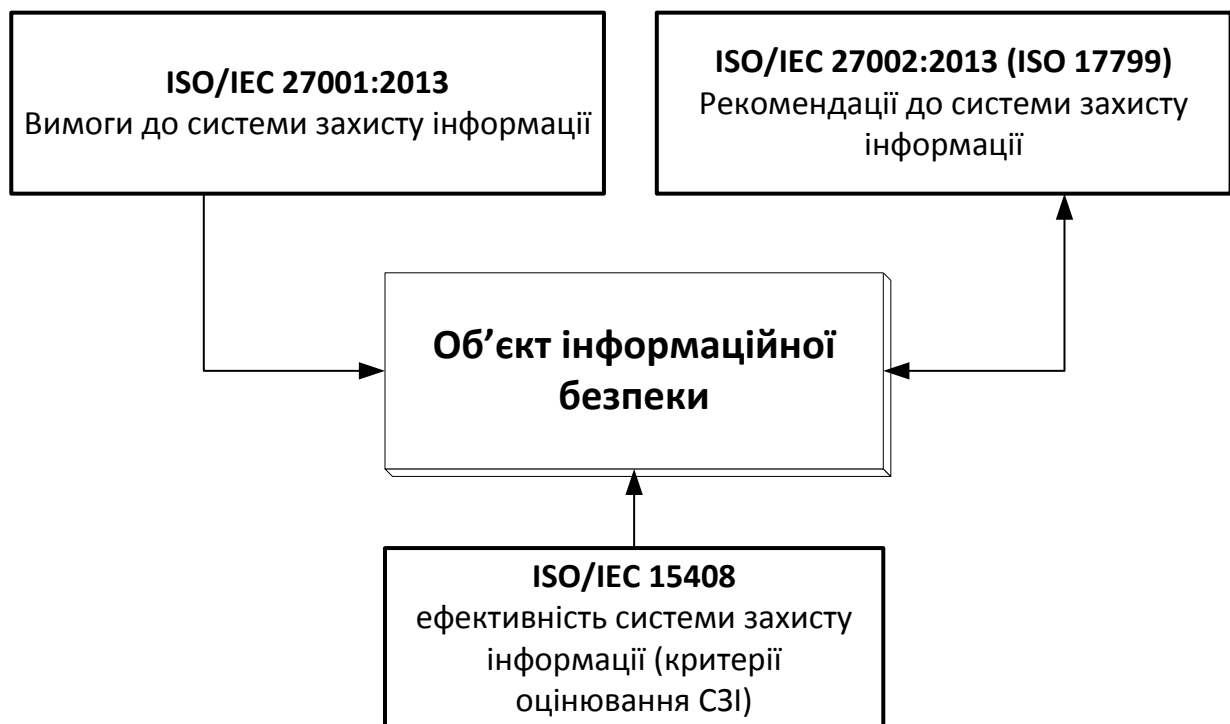 ISO/IEC 27001:2013
Вимоги до системи захисту інформації
ISO/IEC 27002:2013 (ISO 17799)
Рекомендації до системи захисту
інформації
Об’єкт інформаційної
безпеки
ISO/IEC 15408
ефективність системи захисту
інформації (критерії
оцінювання СЗІ)